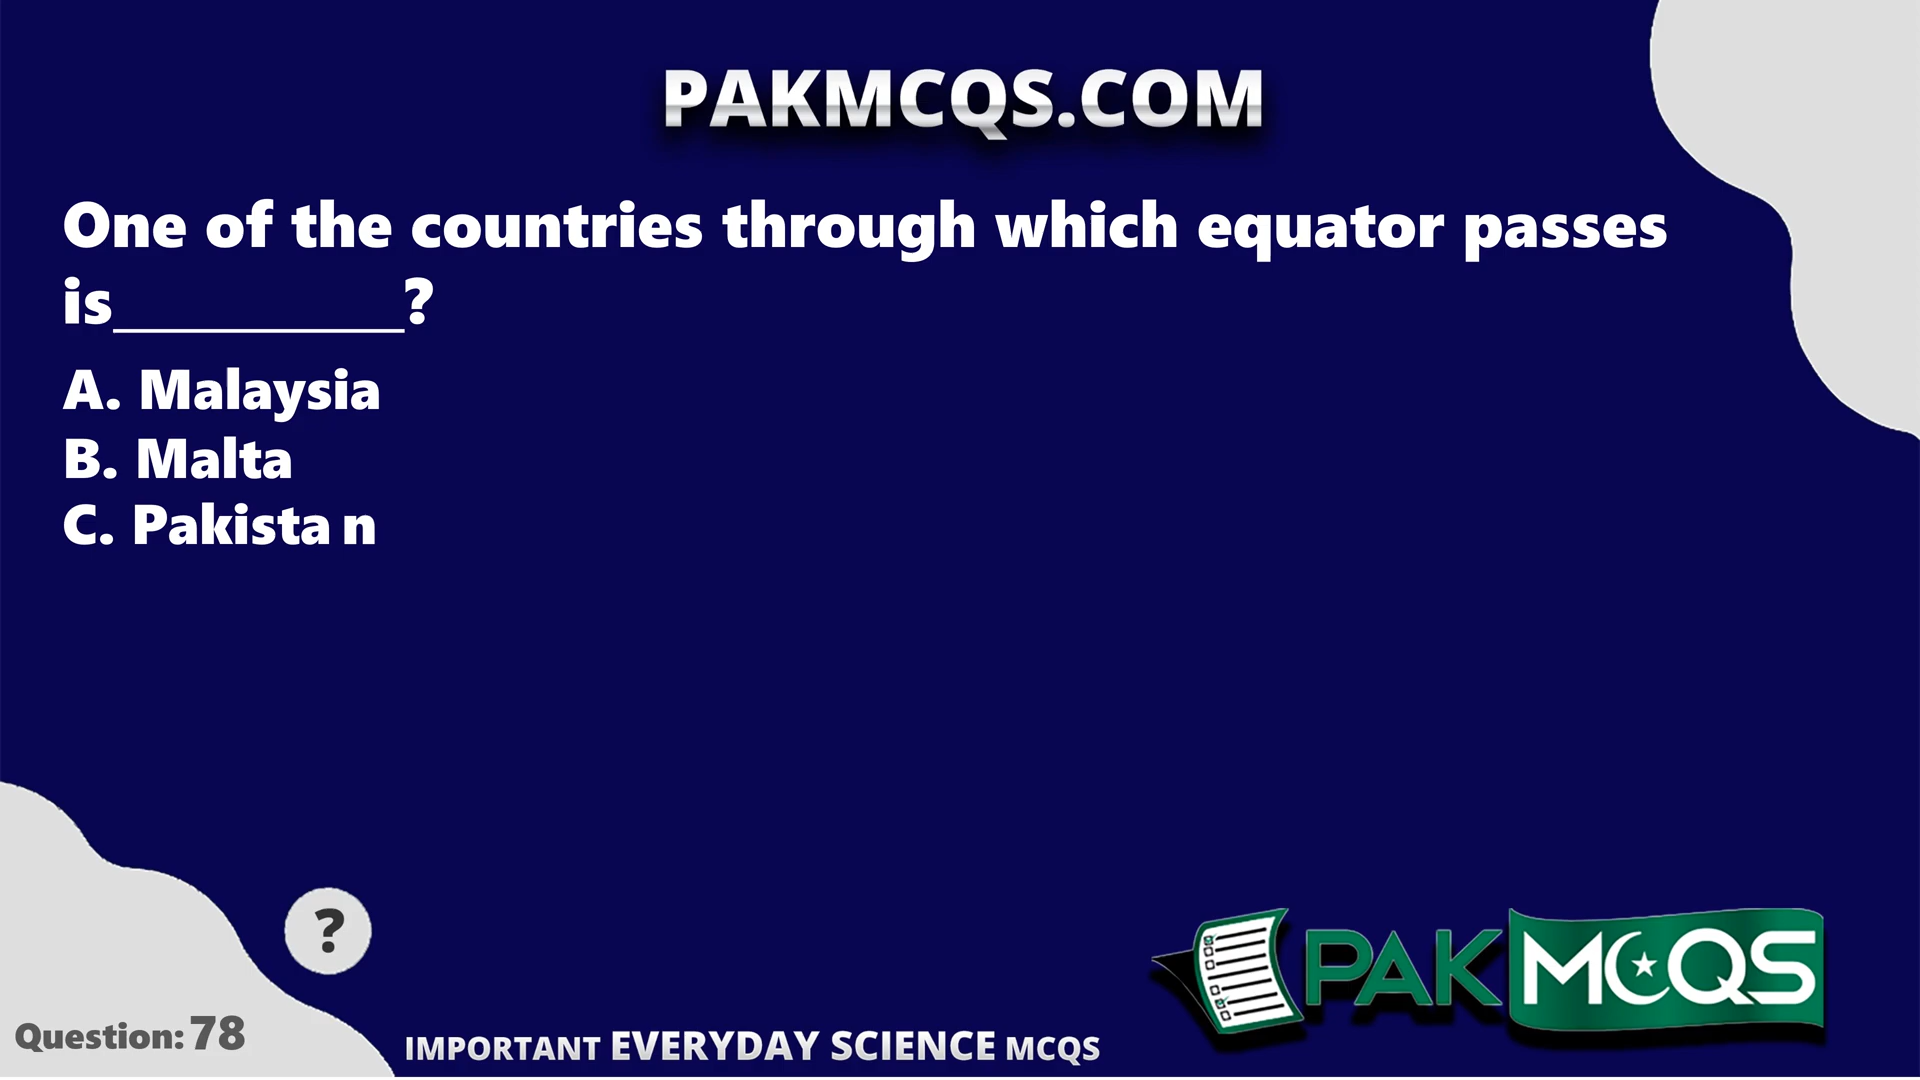 PAKMCQS.COM
One of the countries through which equator passes
is__________?
A. Malaysia
B. Malta
C. Pakista n
?
PAKMCQS
Question: 78
IMPORTANT EVERYDAY SCIENCE MCQS